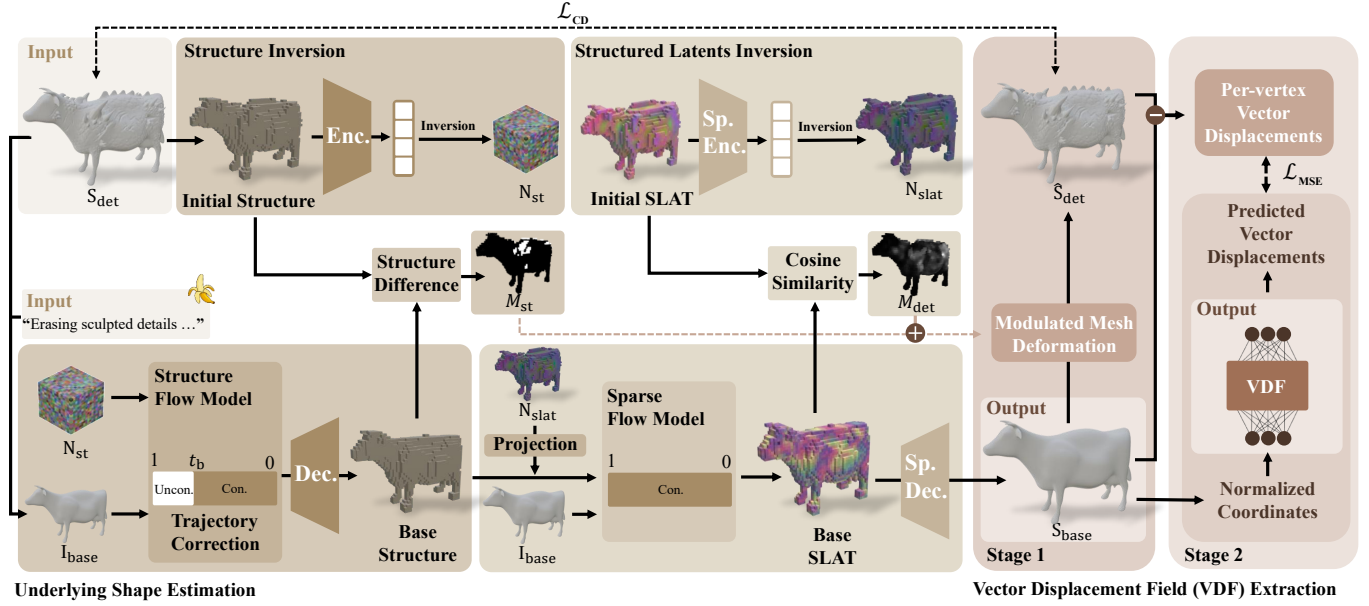 ℒCD
Input
Sdet
Structure Inversion
Initial Structure
Enc.
Inversion
Nst
Structured Latents Inversion
Initial SLAT
Sp.
Enc.
Inversion
Nslat
Ŝdet
Per-vertex
Vector
Displacements
ℒMSE
Predicted
Vector
Displacements
Structure
Difference
Mst
Cosine
Similarity
Mdet
Input
“Erasing sculpted details ...”
Modulated Mesh
Deformation
Output
VDF
Normalized
Coordinates
Stage 2
Nst
Ibase
Structure
Flow Model
1
tb
0
Uncon.
Con.
Trajectory
Correction
Dec.
Base
Structure
Nslat
Projection
Ibase
Sparse
Flow Model
1
0
Con.
Base
SLAT
Sp.
Dec.
Output
Sbase
Stage 1
Underlying Shape Estimation
Vector Displacement Field (VDF) Extraction